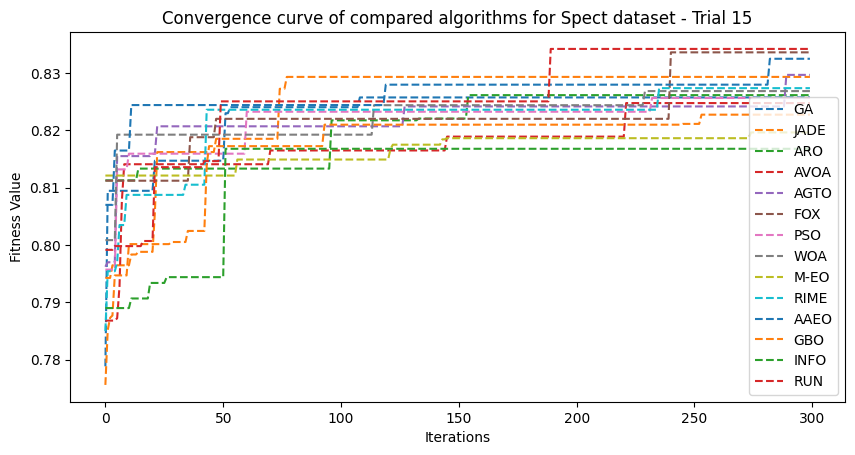 Convergence curve of compared algorithms for Spect dataset - Trial 15
Fitness Value
0.83
0.82
0.81
0.80
0.79
0.78
GA
JADE
ARO
AVOA
AGTO
FOX
PSO
WOA
M-EO
RIME
AAEO
GBO
INFO
RUN
0
50
100
150
200
250
300
Iterations